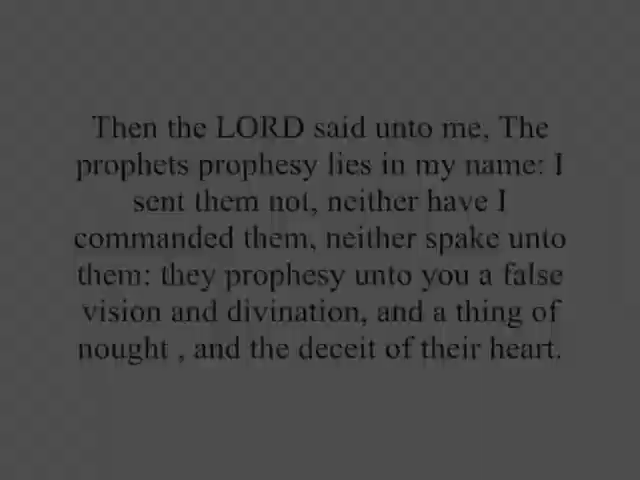 Then the LORD said unto me, The
prophets prophesy lies in my name: I
sent them not, neither have I
commanded them, neither spake unto
them: they prophesy unto you a false
vision and divination, and a thing of
nought , and the deceit of their heart.